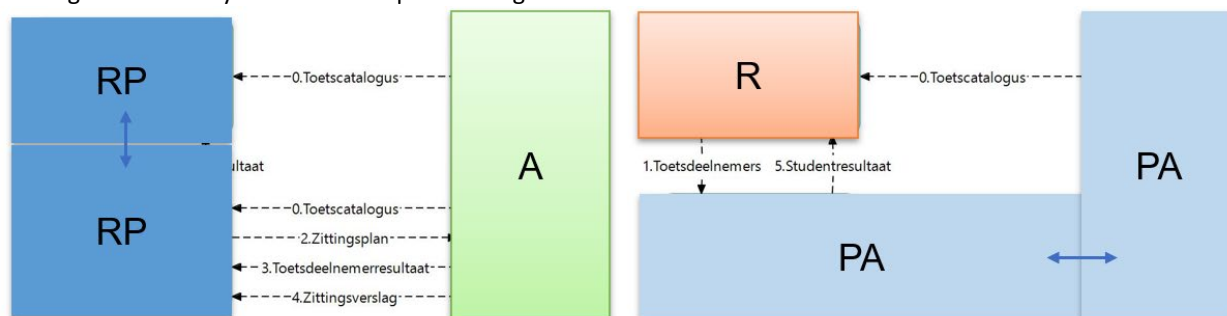 RP
0.Toetscatalogus
ultaat
RP
0.Toetscatalogus
2.Zittingsplan
3.Toetsdeelnemerresultaat
4.Zittingsverslag
A
R
0.Toetscatalogus
1.Toetsdeelnemers
5.Studentresultaat
PA
PA